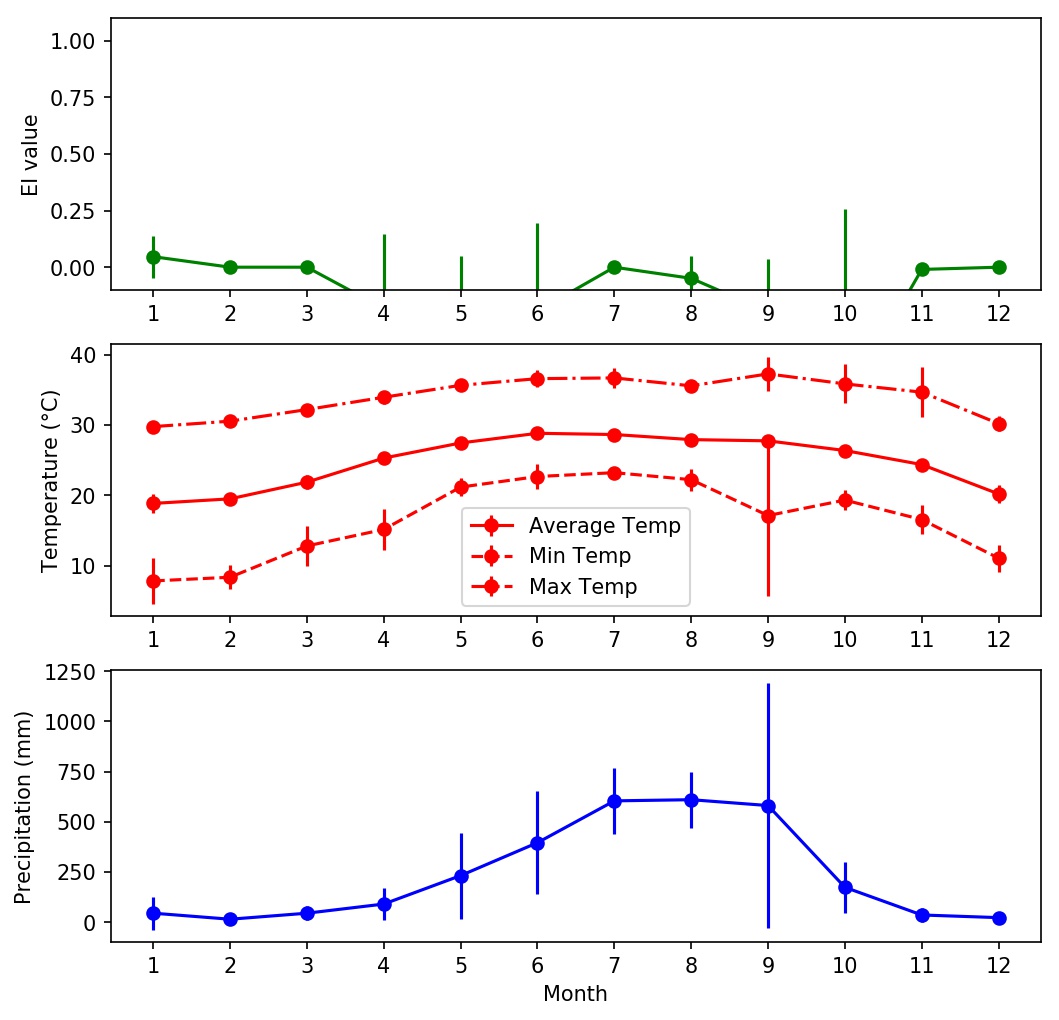 EI value
1.00
0.75
0.50
0.25
0.00
1 2 3 4 5 6 7 8 9 10 11 12
Temperature (°C)
40
30
20
10
Average Temp
Min Temp
Max Temp
1 2 3 4 5 6 7 8 9 10 11 12
Precipitation (mm)
1250
1000
750
500
250
0
1 2 3 4 5 6 7 8 9 10 11 12
Month